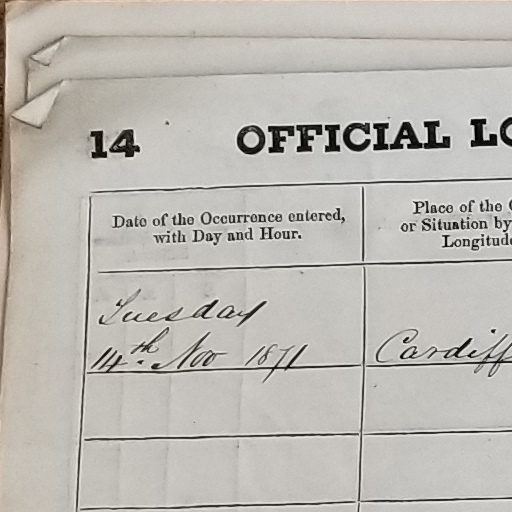 14 OFFICIAL LO
Date of the Occurrence entered,
with Day and Hour.
Place of the
or Situation by
Longitude
Tuesday
14th Nov 1871
Cardiff